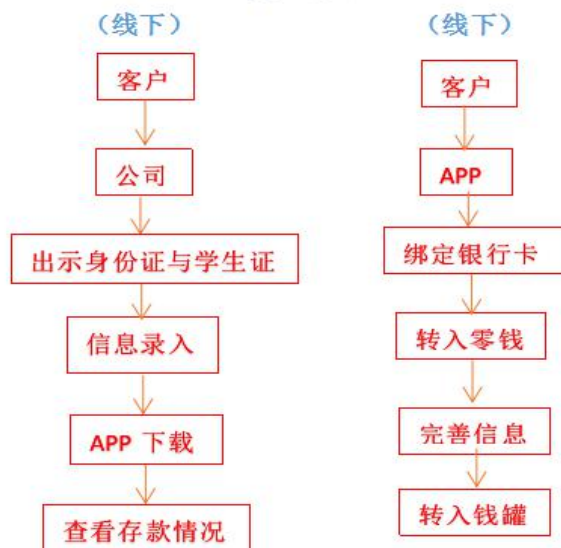 （线下）
客户
公司
出示身份证与学生证
信息录入
APP 下载
查看存款情况
（线下）
客户
APP
绑定银行卡
转入零钱
完善信息
转入钱罐